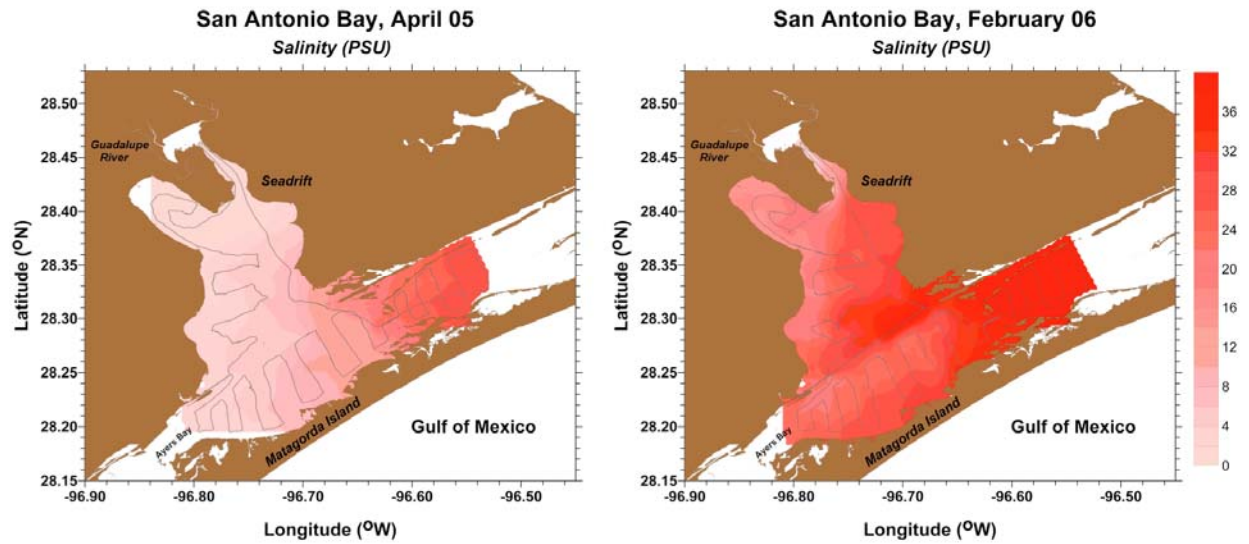 San Antonio Bay, April 05
Salinity (PSU)
28.50
28.45
28.40
28.35
28.30
28.25
28.20
28.15
Latitude (ºN)
Guadalupe
River
Seadrift
Ayers Bay
Matagorda Island
Gulf of Mexico
-96.90
-96.80
-96.70
-96.60
-96.50
Longitude (ºW)
San Antonio Bay, February 06
Salinity (PSU)
28.50
28.45
28.40
28.35
28.30
28.25
28.20
28.15
Latitude (ºN)
Guadalupe
River
Seadrift
Ayers Bay
Matagorda Island
Gulf of Mexico
-96.90
-96.80
-96.70
-96.60
-96.50
Longitude (ºW)
36
32
28
24
20
16
12
8
4
0